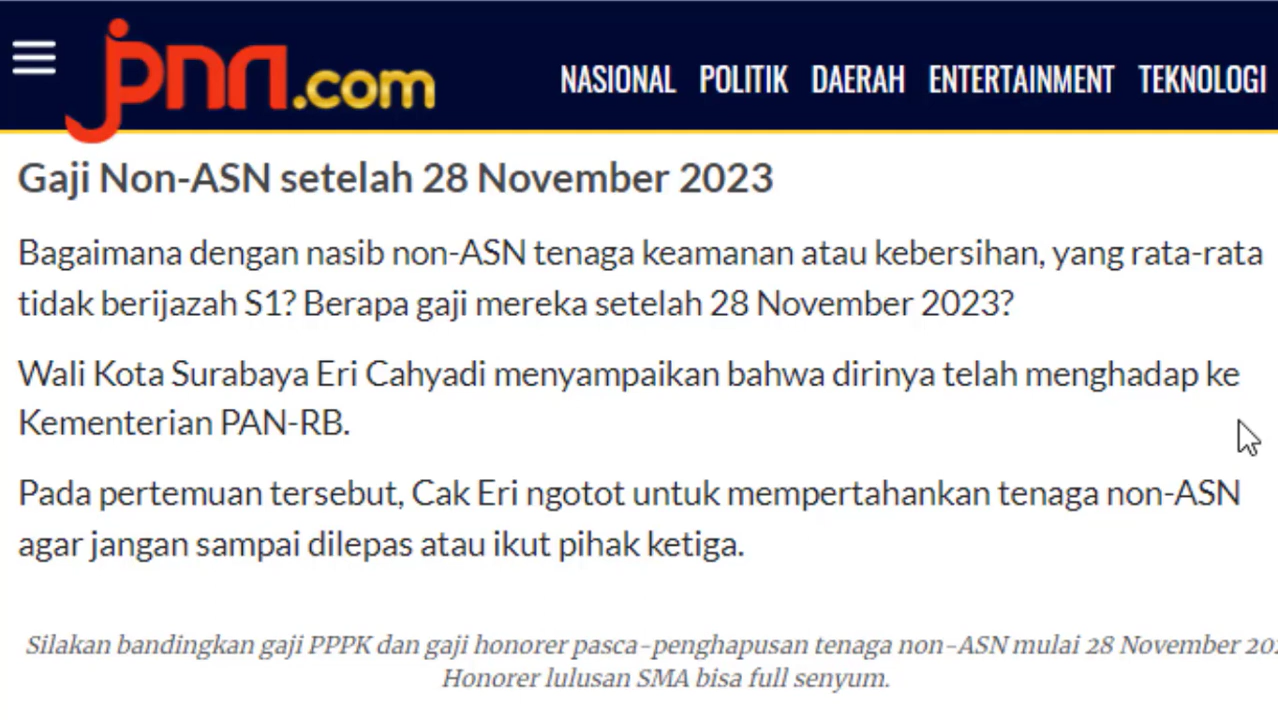 jpnn.com
NASIONAL POLITIK DAERAH ENTERTAINMENT TEKNOLOGI
Gaji Non-ASN setelah 28 November 2023
Bagaimana dengan nasib non-ASN tenaga keamanan atau kebersihan, yang rata-rata
tidak berijazah S1? Berapa gaji mereka setelah 28 November 2023?
Wali Kota Surabaya Eri Cahyadi menyampaikan bahwa dirinya telah menghadap ke
Kementerian PAN-RB.
Pada pertemuan tersebut, Cak Eri ngotot untuk mempertahankan tenaga non-ASN
agar jangan sampai dilepas atau ikut pihak ketiga.
Silakan bandingkan gaji PPPK dan gaji honorer pasca-penghapusan tenaga non-ASN mulai 28 November
Honorer lulusan SMA bisa full senyum.